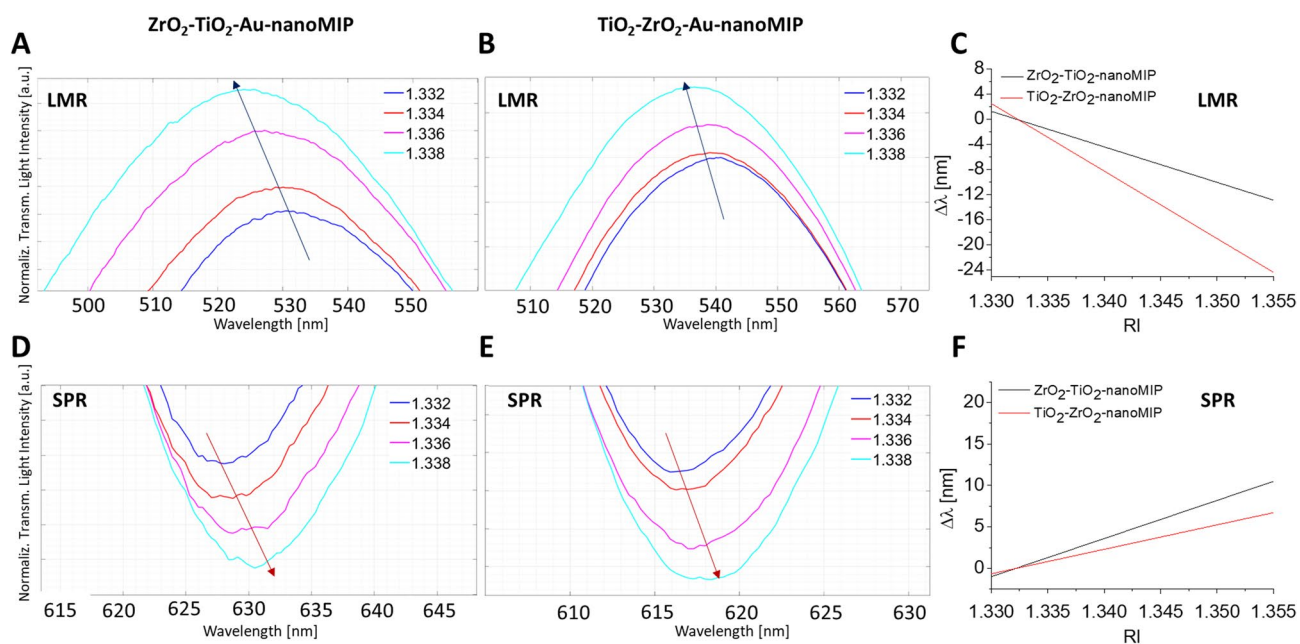 ZrO₂-TiO₂-Au-nanoMIP
TiO₂-ZrO₂-Au-nanoMIP
A
LMR
Normaliz. Transm. Light Intensity [a.u.]
1.332
1.334
1.336
1.338
500 510 520 530 540 550 560
Wavelength [nm]
B
LMR
1.332
1.334
1.336
1.338
510 520 530 540 550 560 570
Wavelength [nm]
C
ZrO₂-TiO₂-nanoMIP
TiO₂-ZrO₂-nanoMIP
LMR
Δλ [nm]
8
4
0
-4
-8
-12
-16
-20
-24
1.330 1.335 1.340 1.345 1.350 1.355
RI
D
SPR
Normaliz. Transm. Light Intensity [a.u.]
1.332
1.334
1.336
1.338
615 620 625 630 635 640 645
Wavelength [nm]
E
SPR
1.332
1.334
1.336
1.338
610 615 620 625 630
Wavelength [nm]
F
ZrO₂-TiO₂-nanoMIP
TiO₂-ZrO₂-nanoMIP
SPR
Δλ [nm]
20
15
10
5
0
1.330 1.335 1.340 1.345 1.350 1.355
RI